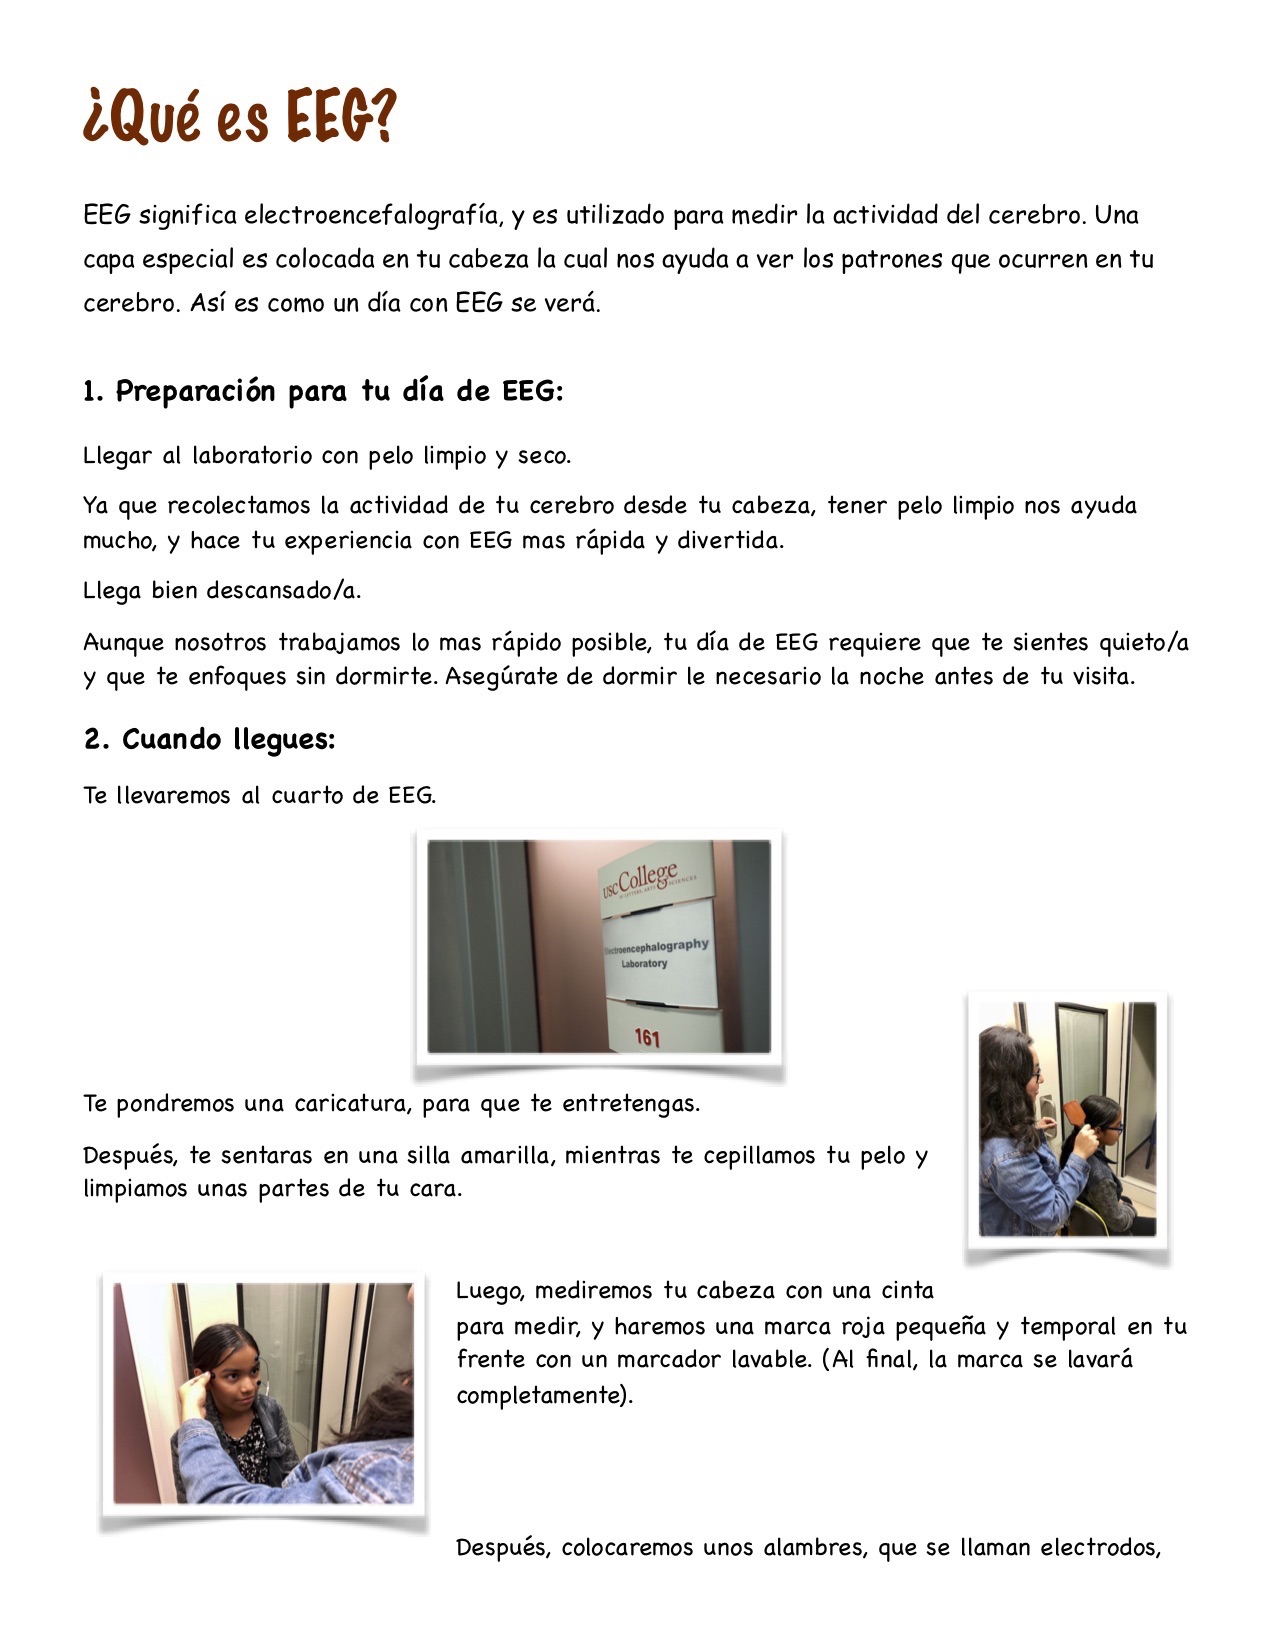 ¿Qué es EEG?
EEG significa electroencefalografía, y es utilizado para medir la actividad del cerebro. Una
capa especial es colocada en tu cabeza la cual nos ayuda a ver los patrones que ocurren en tu
cerebro. Así es como un día con EEG se verá.
1. Preparación para tu día de EEG:
Llegar al laboratorio con pelo limpio y seco.
Ya que recolectamos la actividad de tu cerebro desde tu cabeza, tener pelo limpio nos ayuda
mucho, y hace tu experiencia con EEG mas rápida y divertida.
Llega bien descansado/a.
Aunque nosotros trabajamos lo mas rápido posible, tu día de EEG requiere que te sientes quieto/a
y que te enfoques sin dormirte. Asegúrate de dormir le necesario la noche antes de tu visita.
2. Cuando llegues:
Te llevaremos al cuarto de EEG.
USC College
OF LETTERS, ARTS & SCIENCES
Electroencephalography
Laboratory
161
Te pondremos una caricatura, para que te entretengas.
Después, te sentaras en una silla amarilla, mientras te cepillamos tu pelo y
limpiamos unas partes de tu cara.
Luego, mediremos tu cabeza con una cinta
para medir, y haremos una marca roja pequeña y temporal en tu
frente con un marcador lavable. (Al final, la marca se lavará
completamente).
Después, colocaremos unos alambres, que se llaman electrodos,